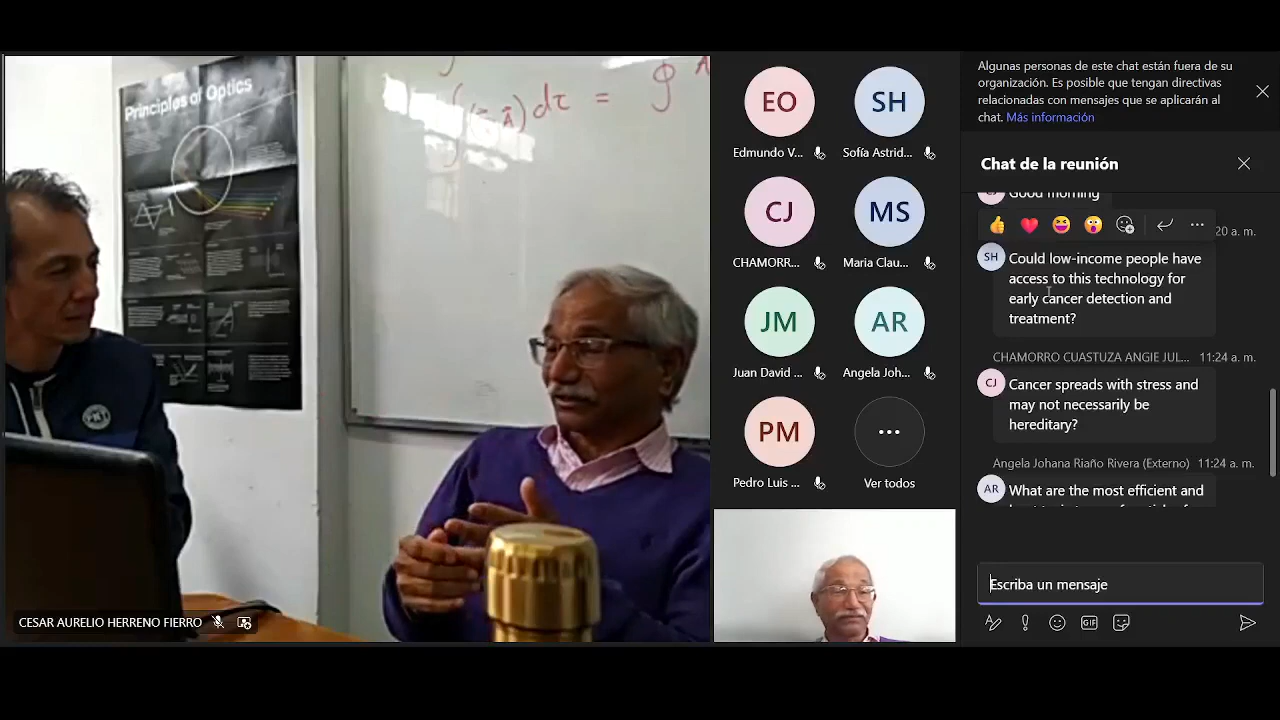 Principles of Optics
dτ =
CESAR AURELIO HERRENO FIERRO
EO
Edmundo V...
SH
Sofía Astrid...
CJ
CHAMORR...
MS
Maria Clau...
JM
Juan David ...
AR
Angela Joh...
PM
Pedro Luis ...
...
Ver todos
Algunas personas de este chat están fuera de su
organización. Es posible que tengan directivas
relacionadas con mensajes que se aplicarán al
chat. Más información
Chat de la reunión
CJ
Good morning
20 a. m.
SH
Could low-income people have
access to this technology for
early cancer detection and
treatment?
CHAMORRO CUASTUZA ANGIE JUL... 11:24 a. m.
CJ
Cancer spreads with stress and
may not necessarily be
hereditary?
Angela Johana Riaño Rivera (Externo) 11:24 a. m.
AR
What are the most efficient and
Escriba un mensaje
GIF